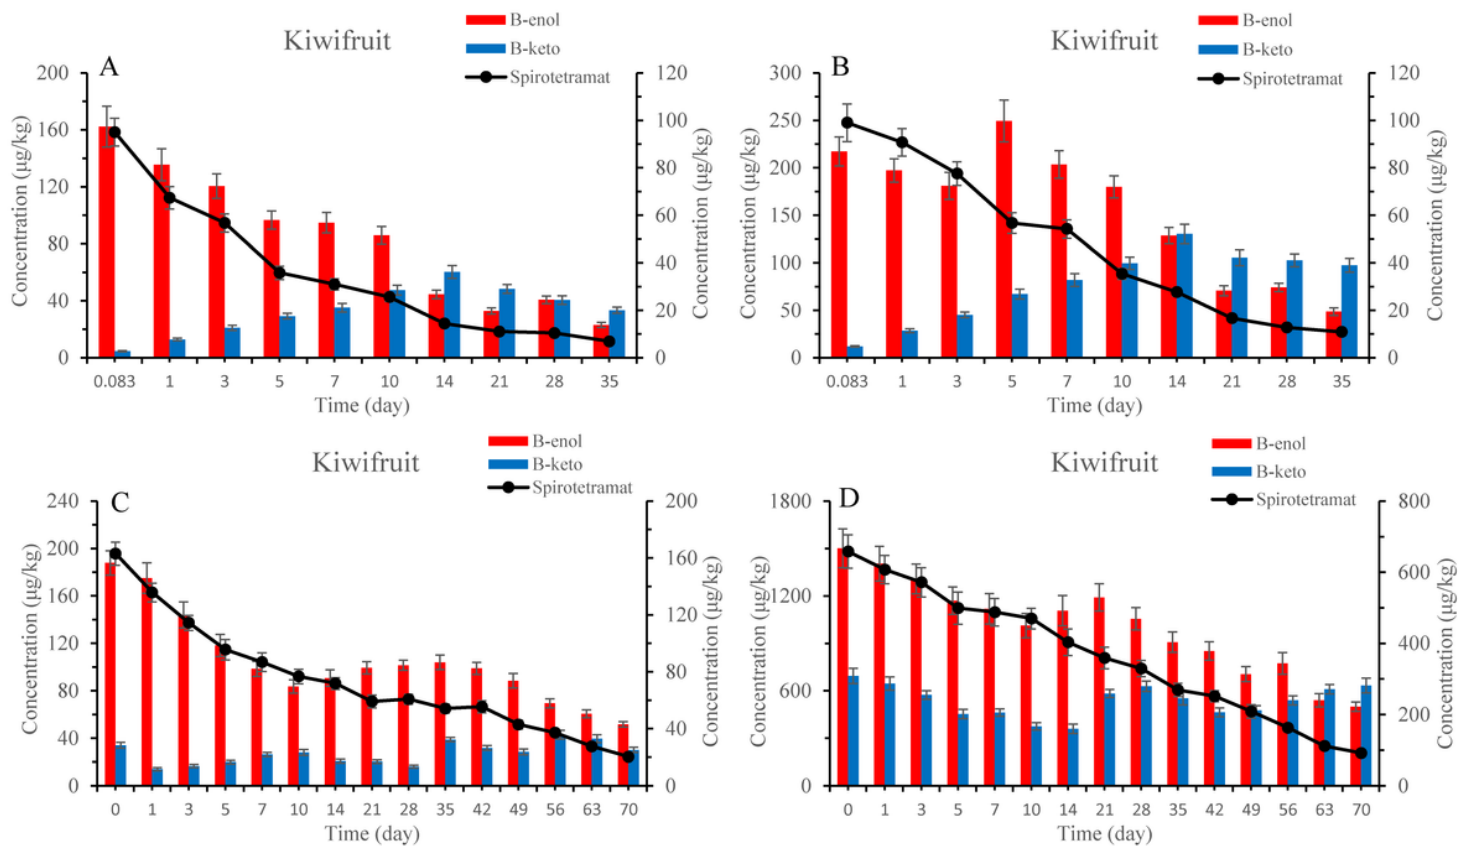 Kiwifruit
B-enol
B-keto
Spirotetramat
A
Concentration (μg/kg)
200
160
120
80
40
0
120
100
80
60
40
20
0
Concentration (μg/kg)
0.083 1 3 5 7 10 14 21 28 35
Time (day)
Kiwifruit
B-enol
B-keto
Spirotetramat
B
Concentration (μg/kg)
300
250
200
150
100
50
0
120
100
80
60
40
20
0
Concentration (μg/kg)
0.083 1 3 5 7 10 14 21 28 35
Time (day)
Kiwifruit
B-enol
B-keto
Spirotetramat
C
Concentration (μg/kg)
240
200
160
120
80
40
0
200
160
120
80
40
0
Concentration (μg/kg)
0 1 3 5 7 10 14 21 28 35 42 49 56 63 70
Time (day)
Kiwifruit
B-enol
B-keto
Spirotetramat
D
Concentration (μg/kg)
1800
1200
600
0
800
600
400
200
0
Concentration (μg/kg)
0 1 3 5 7 10 14 21 28 35 42 49 56 63 70
Time (day)